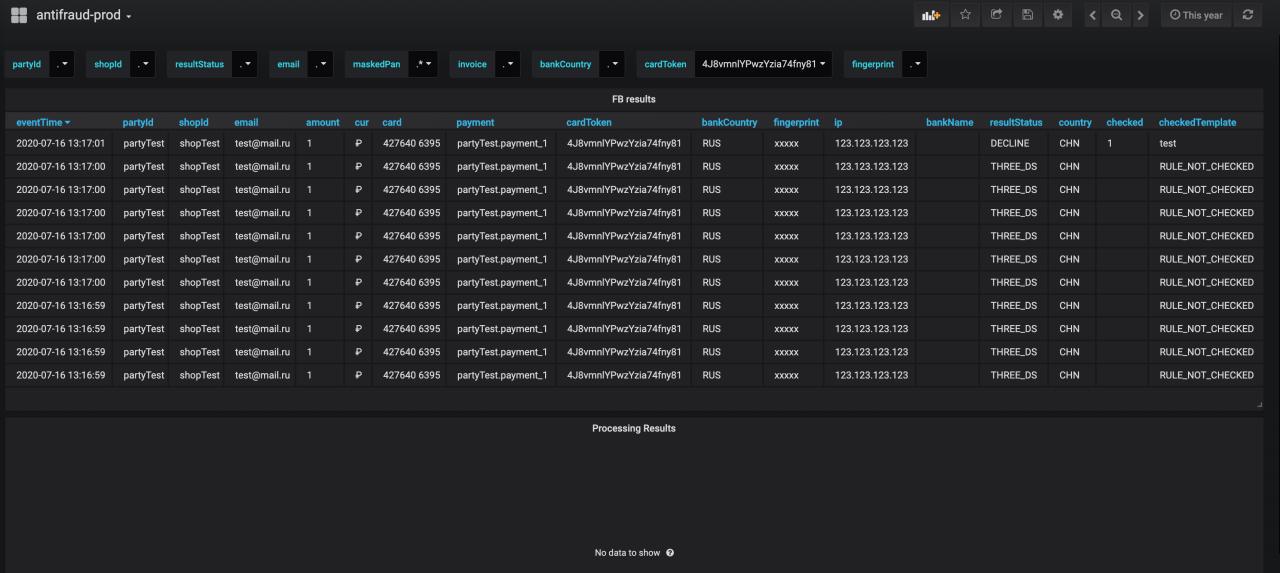 antifraud-prod
This year
partyId . shopId . resultStatus . email . maskedPan .* invoice . bankCountry . cardToken 4J8vmnlYPwzYzia74fny81 fingerprint .
FB results
eventTime partyId shopId email amount cur card payment cardToken bankCountry fingerprint ip bankName resultStatus country checked checkedTemplate
2020-07-16 13:17:01 partyTest shopTest test@mail.ru 1 ₽ 427640 6395 partyTest.payment_1 4J8vmnlYPwzYzia74fny81 RUS xxxxx 123.123.123.123 DECLINE CHN 1 test
2020-07-16 13:17:00 partyTest shopTest test@mail.ru 1 ₽ 427640 6395 partyTest.payment_1 4J8vmnlYPwzYzia74fny81 RUS xxxxx 123.123.123.123 THREE_DS CHN RULE_NOT_CHECKED
2020-07-16 13:17:00 partyTest shopTest test@mail.ru 1 ₽ 427640 6395 partyTest.payment_1 4J8vmnlYPwzYzia74fny81 RUS xxxxx 123.123.123.123 THREE_DS CHN RULE_NOT_CHECKED
2020-07-16 13:17:00 partyTest shopTest test@mail.ru 1 ₽ 427640 6395 partyTest.payment_1 4J8vmnlYPwzYzia74fny81 RUS xxxxx 123.123.123.123 THREE_DS CHN RULE_NOT_CHECKED
2020-07-16 13:17:00 partyTest shopTest test@mail.ru 1 ₽ 427640 6395 partyTest.payment_1 4J8vmnlYPwzYzia74fny81 RUS xxxxx 123.123.123.123 THREE_DS CHN RULE_NOT_CHECKED
2020-07-16 13:17:00 partyTest shopTest test@mail.ru 1 ₽ 427640 6395 partyTest.payment_1 4J8vmnlYPwzYzia74fny81 RUS xxxxx 123.123.123.123 THREE_DS CHN RULE_NOT_CHECKED
2020-07-16 13:17:00 partyTest shopTest test@mail.ru 1 ₽ 427640 6395 partyTest.payment_1 4J8vmnlYPwzYzia74fny81 RUS xxxxx 123.123.123.123 THREE_DS CHN RULE_NOT_CHECKED
2020-07-16 13:16:59 partyTest shopTest test@mail.ru 1 ₽ 427640 6395 partyTest.payment_1 4J8vmnlYPwzYzia74fny81 RUS xxxxx 123.123.123.123 THREE_DS CHN RULE_NOT_CHECKED
2020-07-16 13:16:59 partyTest shopTest test@mail.ru 1 ₽ 427640 6395 partyTest.payment_1 4J8vmnlYPwzYzia74fny81 RUS xxxxx 123.123.123.123 THREE_DS CHN RULE_NOT_CHECKED
2020-07-16 13:16:59 partyTest shopTest test@mail.ru 1 ₽ 427640 6395 partyTest.payment_1 4J8vmnlYPwzYzia74fny81 RUS xxxxx 123.123.123.123 THREE_DS CHN RULE_NOT_CHECKED
2020-07-16 13:16:59 partyTest shopTest test@mail.ru 1 ₽ 427640 6395 partyTest.payment_1 4J8vmnlYPwzYzia74fny81 RUS xxxxx 123.123.123.123 THREE_DS CHN RULE_NOT_CHECKED
Processing Results
No data to show